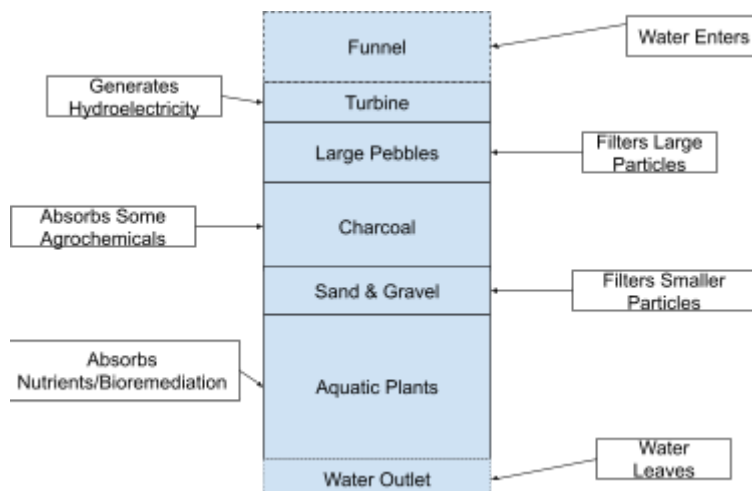 Funnel
Water Enters
Generates
Hydroelectricity
Turbine
Large Pebbles
Filters Large
Particles
Absorbs Some
Agrochemicals
Charcoal
Sand & Gravel
Filters Smaller
Particles
Absorbs
Nutrients/Bioremediation
Aquatic Plants
Water
Leaves
Water Outlet